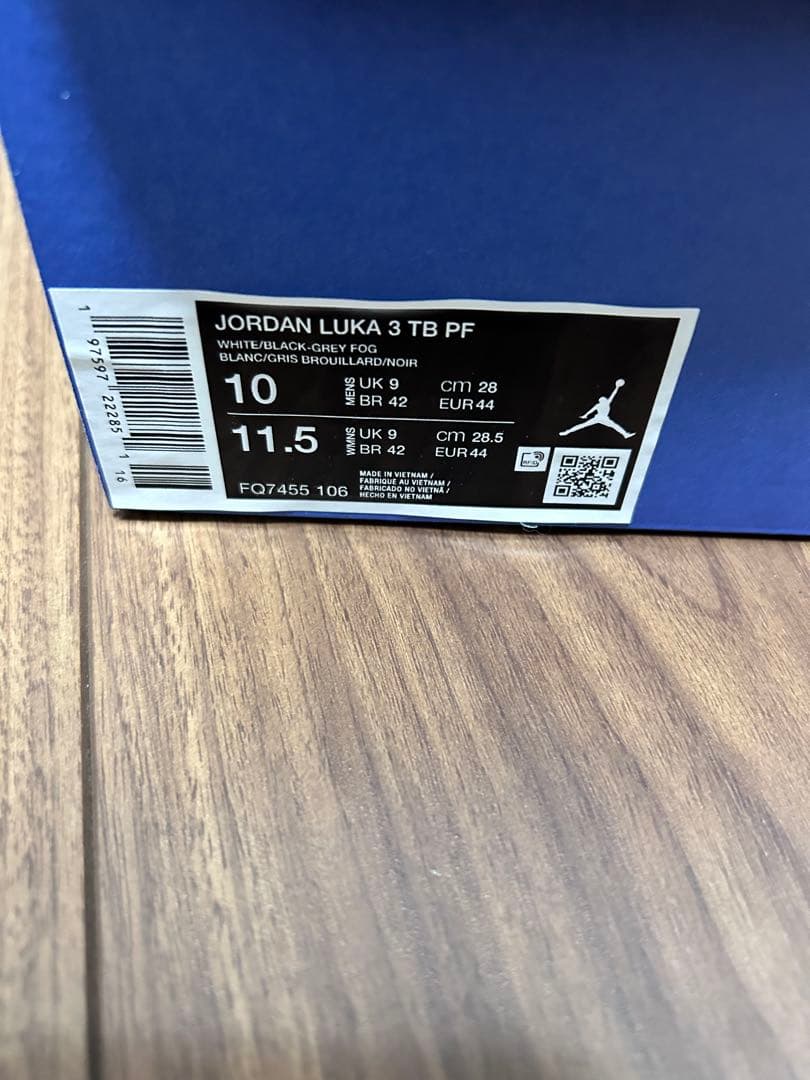 JORDAN LUKA 3 TB PF
WHITE/BLACK-GREY FOG
BLANC/GRIS BROUILLARD/NOIR
10 MENS UK 9 cm 28
BR 42 EUR 44
11.5 WMNS UK 9 cm 28.5
BR 42 EUR 44
FQ7455 106
MADE IN VIETNAM /
FABRIQUÉ AU VIETNAM /
FABRICADO NO VIETNÃ /
HECHO EN VIETNAM
RFID
1 97597 22285 1 16